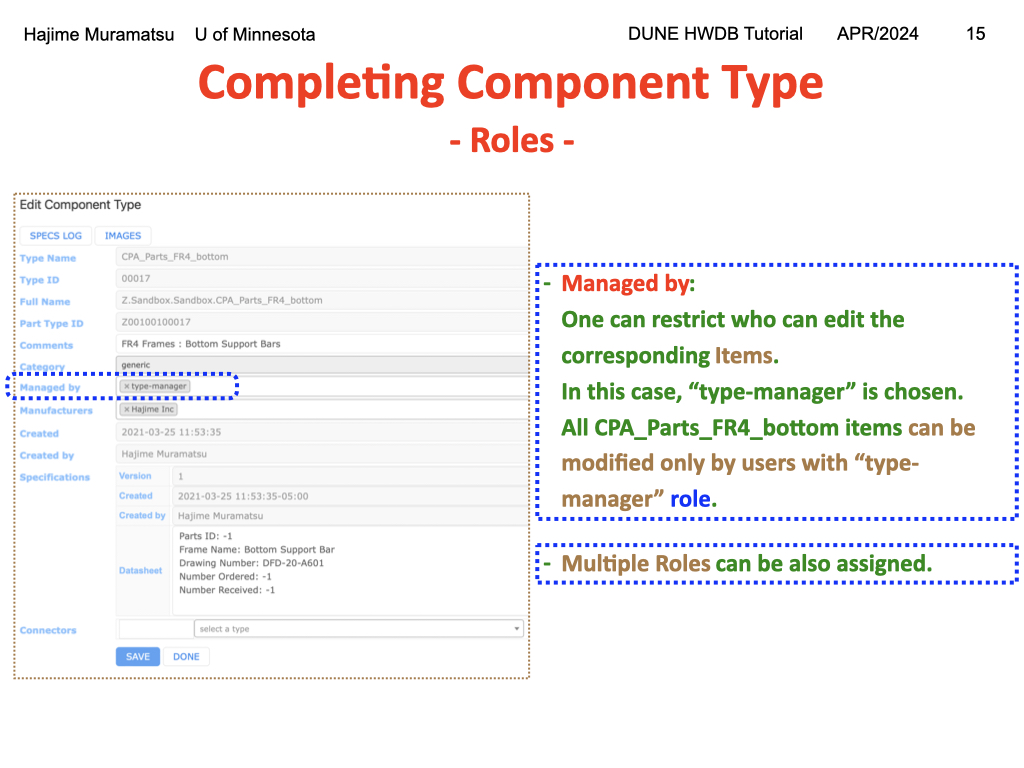 Hajime Muramatsu U of Minnesota DUNE HWDB Tutorial APR/2024 15
Completing Component Type
- Roles -
Edit Component Type
SPECS LOG IMAGES
Type Name CPA_Parts_FR4_bottom
Type ID 00017
Full Name Z.Sandbox.Sandbox.CPA_Parts_FR4_bottom
Part Type ID Z00100100017
Comments FR4 Frames : Bottom Support Bars
Category generic
Managed by ×type-manager
Manufacturers ×Hajime Inc
Created 2021-03-25 11:53:35
Created by Hajime Muramatsu
Specifications Version 1
Created 2021-03-25 11:53:35-05:00
Created by Hajime Muramatsu
Datasheet
Parts ID: -1
Frame Name: Bottom Support Bar
Drawing Number: DFD-20-A601
Number Ordered: -1
Number Received: -1
Connectors select a type
SAVE DONE
- Managed by:
One can restrict who can edit the
corresponding Items.
In this case, “type-manager” is chosen.
All CPA_Parts_FR4_bottom items can be
modified only by users with “type-
manager” role.
- Multiple Roles can be also assigned.